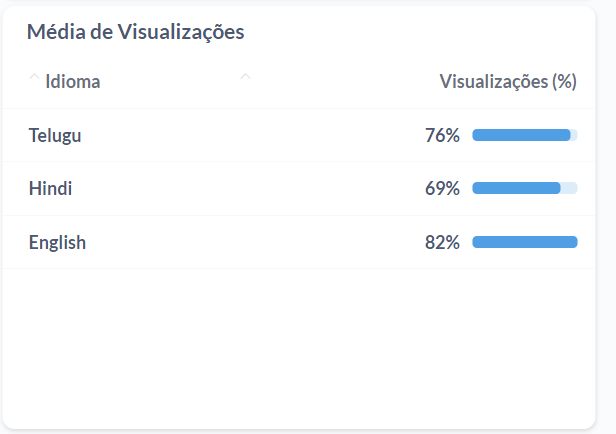 Média de Visualizações
Idioma Visualizações (%)
Telugu 76%
Hindi 69%
English 82%